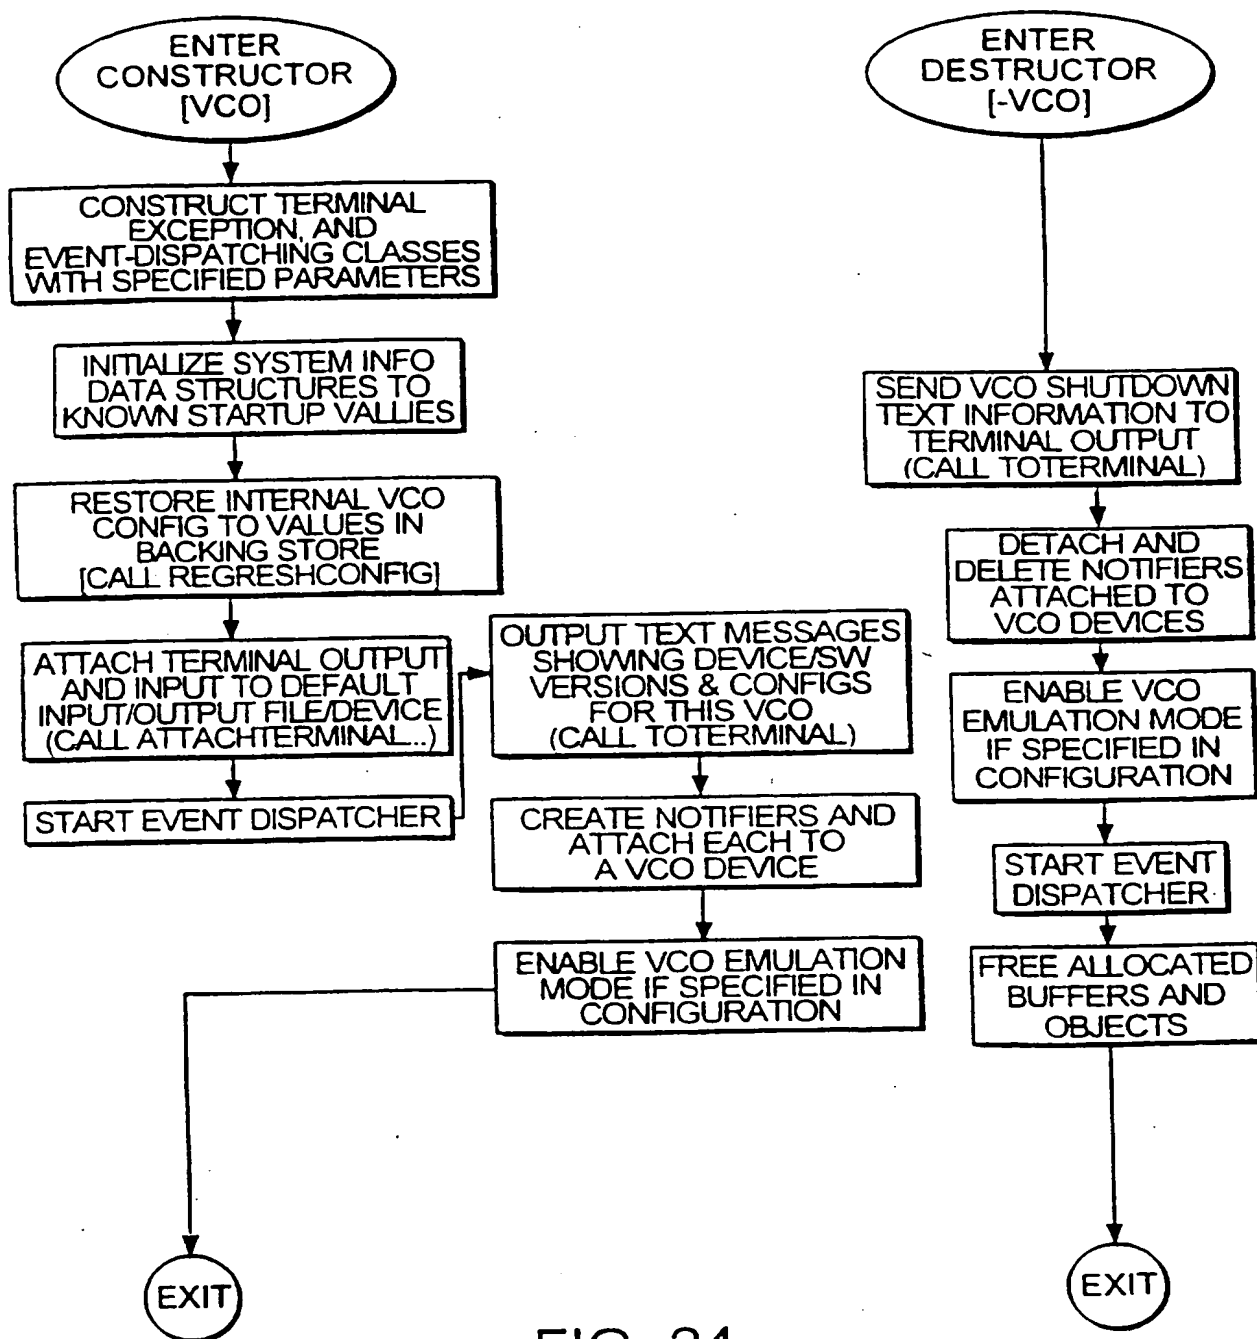 ENTER
CONSTRUCTOR
[VCO]
CONSTRUCT TERMINAL
EXCEPTION, AND
EVENT-DISPATCHING CLASSES
WITH SPECIFIED PARAMETERS
INITIALIZE SYSTEM INFO
DATA STRUCTURES TO
KNOWN STARTUP VALLIES
RESTORE INTERNAL VCO
CONFIG TO VALUES IN
BACKING STORE
[CALL REGRESHCONFIG]
ATTACH TERMINAL OUTPUT
AND INPUT TO DEFAULT
INPUT/OUTPUT FILE/DEVICE
(CALL ATTACHTERMINAL..)
START EVENT DISPATCHER
OUTPUT TEXT MESSAGES
SHOWING DEVICE/SW
VERSIONS & CONFIGS
FOR THIS VCO
(CALL TOTERMINAL)
CREATE NOTIFIERS AND
ATTACH EACH TO
A VCO DEVICE
ENABLE VCO EMULATION
MODE IF SPECIFIED IN
CONFIGURATION
EXIT
ENTER
DESTRUCTOR
[-VCO]
SEND VCO SHUTDOWN
TEXT INFORMATION TO
TERMINAL OUTPUT
(CALL TOTERMINAL)
DETACH AND
DELETE NOTIFIERS
ATTACHED TO
VCO DEVICES
ENABLE VCO
EMULATION MODE
IF SPECIFIED IN
CONFIGURATION
START EVENT
DISPATCHER
FREE ALLOCATED
BUFFERS AND
OBJECTS
EXIT